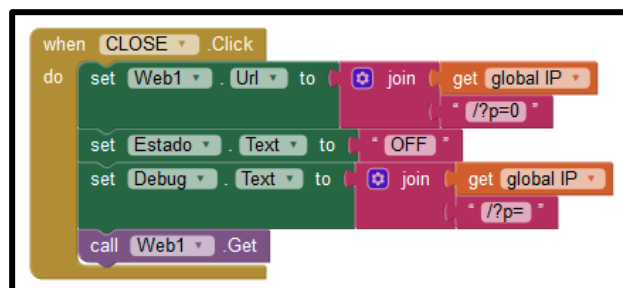 when CLOSE .Click
do set Web1 . Url to join get global IP
" /?p=0 "
set Estado . Text to " OFF "
set Debug . Text to join get global IP
" /?p= "
call Web1 .Get